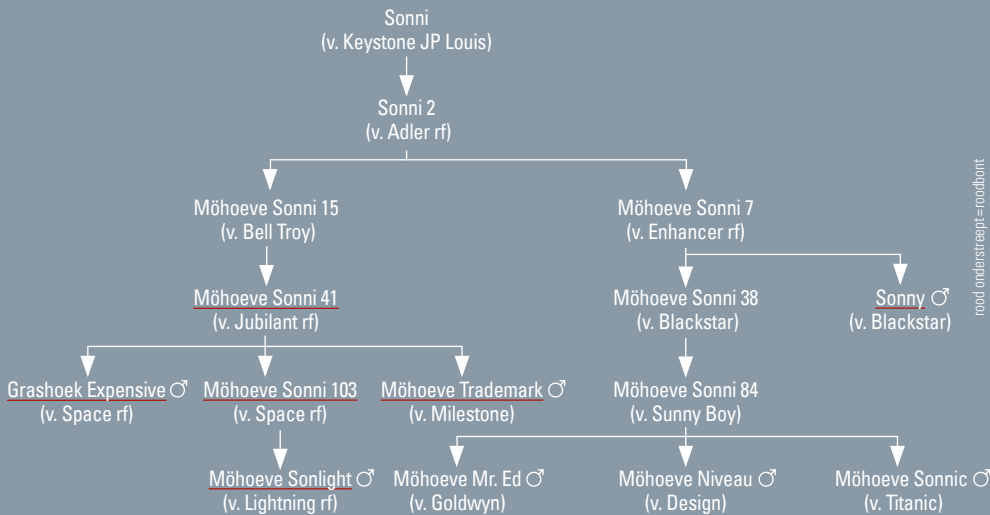 Sonni
(v. Keystone JP Louis)
Sonni 2
(v. Adler rf)
Möhoeve Sonni 15
(v. Bell Troy)
Möhoeve Sonni 7
(v. Enhancer rf)
Möhoeve Sonni 41
(v. Jubilant rf)
Möhoeve Sonni 38
(v. Blackstar)
Sonny ♂
(v. Blackstar)
Grashoek Expensive ♂
(v. Space rf)
Möhoeve Sonni 103
(v. Space rf)
Möhoeve Trademark ♂
(v. Milestone)
Möhoeve Sonni 84
(v. Sunny Boy)
Möhoeve Sonlight ♂
(v. Lightning rf)
Möhoeve Mr. Ed ♂
(v. Goldwyn)
Möhoeve Niveau ♂
(v. Design)
Möhoeve Sonnic ♂
(v. Titanic)
rood onderstreept=roodbont